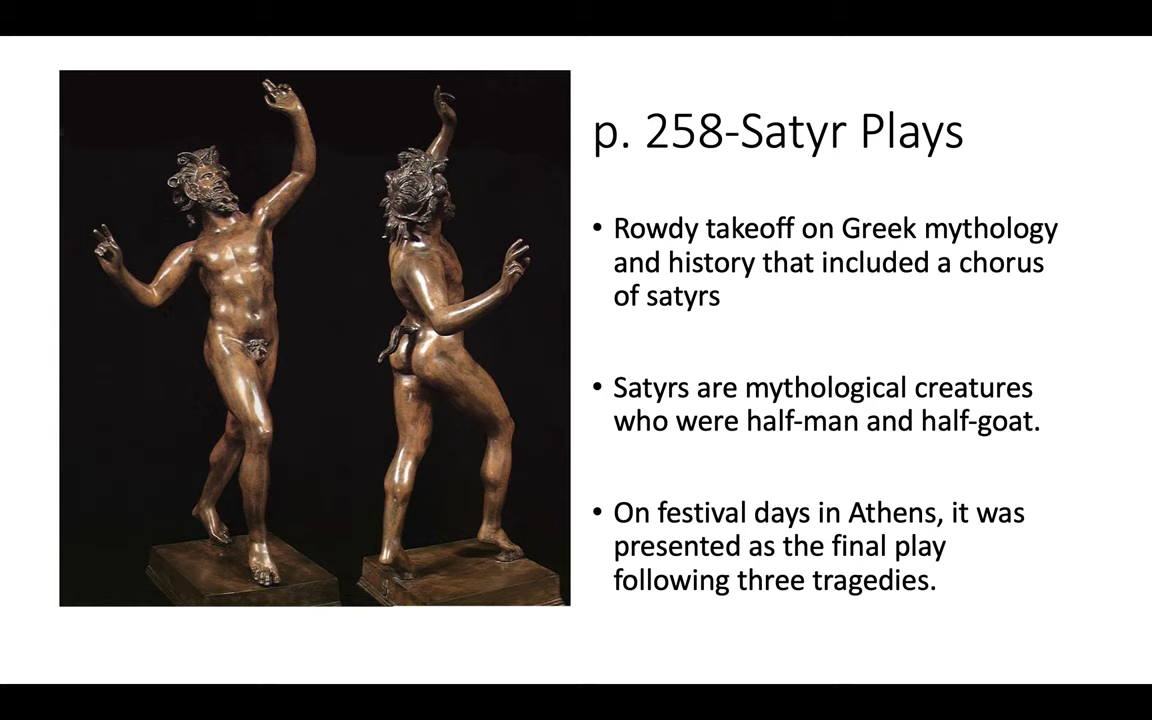 p. 258-Satyr Plays
• Rowdy takeoff on Greek mythology
and history that included a chorus
of satyrs
• Satyrs are mythological creatures
who were half-man and half-goat.
• On festival days in Athens, it was
presented as the final play
following three tragedies.